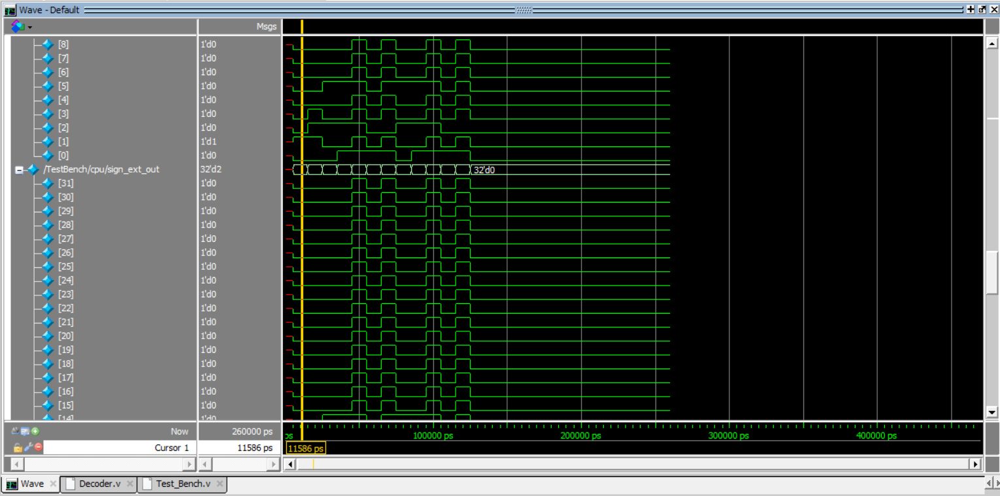 Wave - Default
Msgs
[8] 1'd0
[7] 1'd0
[6] 1'd0
[5] 1'd0
[4] 1'd0
[3] 1'd0
[2] 1'd0
[1] 1'd1
[0] 1'd0
/TestBench/cpu/sign_ext_out 32'd2 32'd0
[31] 1'd0
[30] 1'd0
[29] 1'd0
[28] 1'd0
[27] 1'd0
[26] 1'd0
[25] 1'd0
[24] 1'd0
[23] 1'd0
[22] 1'd0
[21] 1'd0
[20] 1'd0
[19] 1'd0
[18] 1'd0
[17] 1'd0
[16] 1'd0
[15] 1'd0
[14] 1'd0
Now 260000 ps ps 100000 ps 200000 ps 300000 ps 400000 ps
Cursor 1 11586 ps 11586 ps
Wave Decoder.v Test_Bench.v